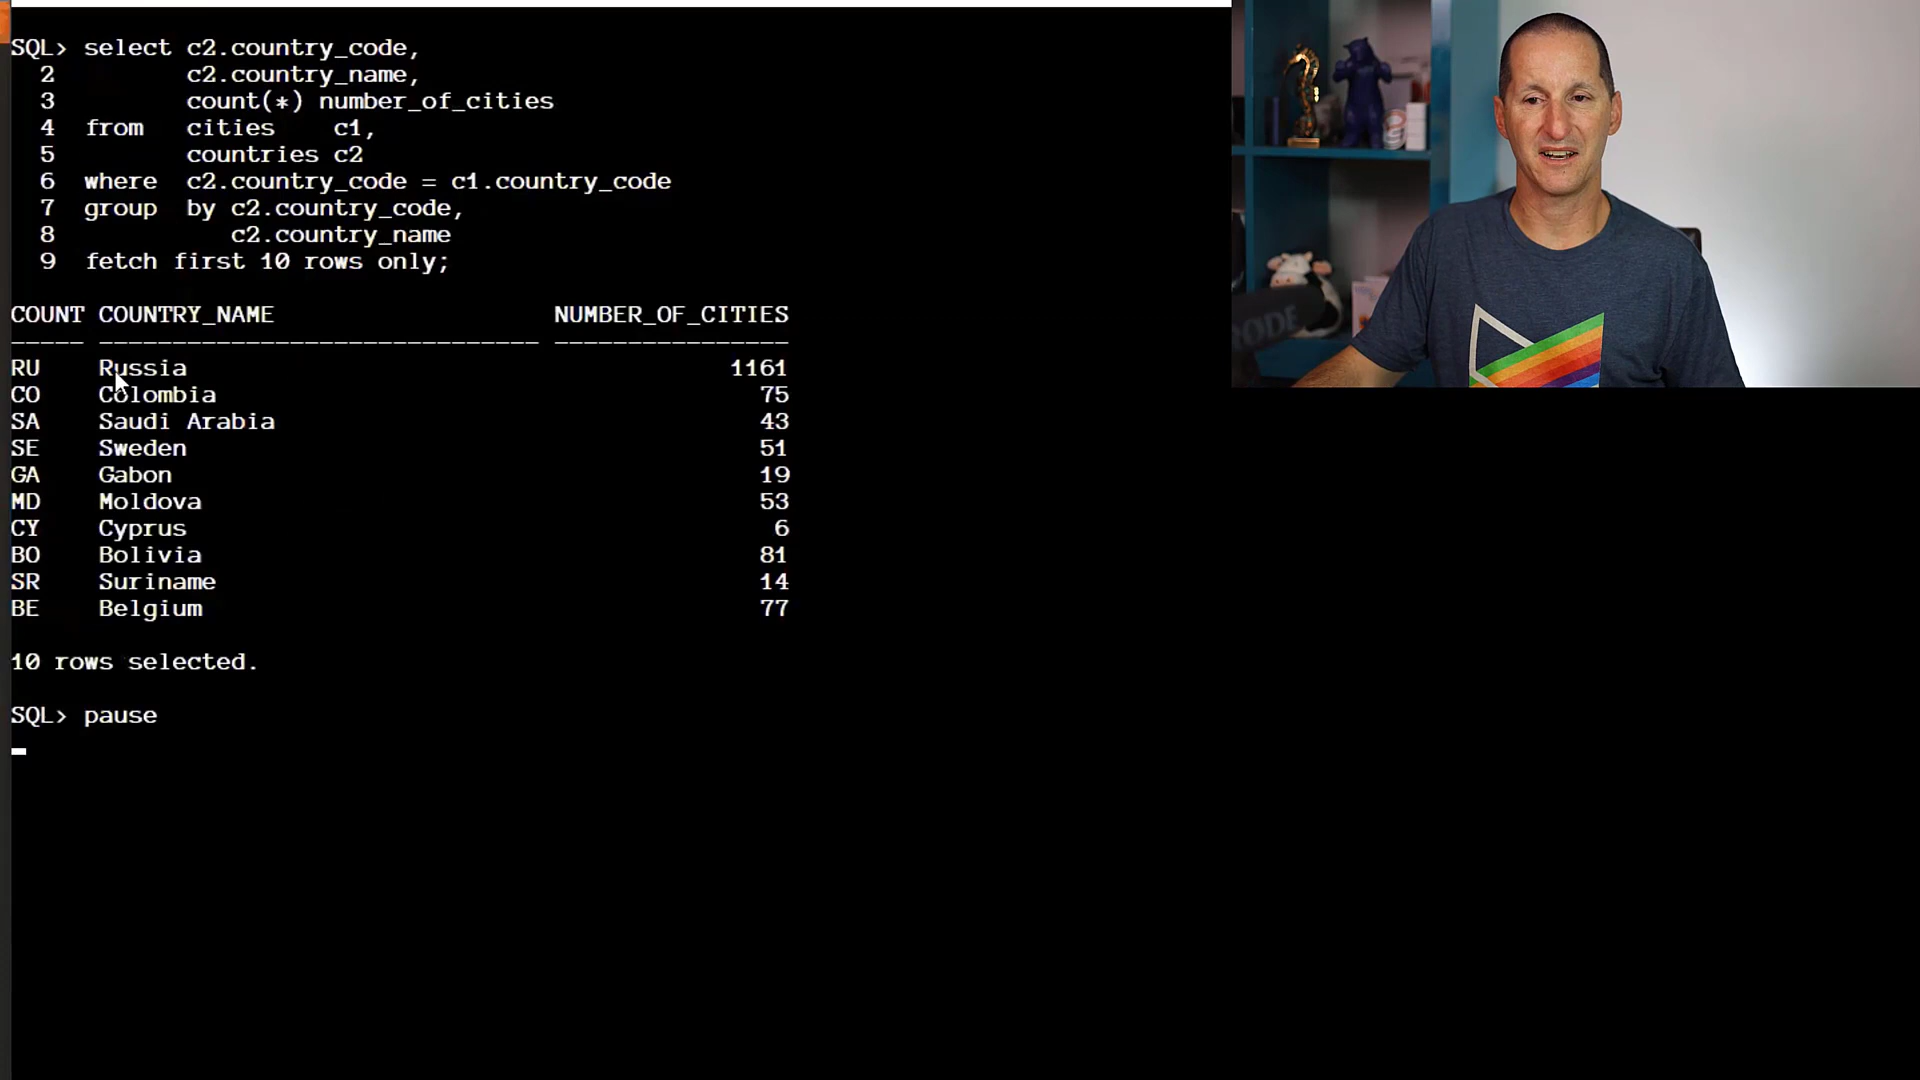 SQL> select c2.country_code,
  2         c2.country_name,
  3         count(*) number_of_cities
  4  from   cities    c1,
  5         countries c2
  6  where  c2.country_code = c1.country_code
  7  group  by c2.country_code,
  8            c2.country_name
  9  fetch first 10 rows only;
COUNT COUNTRY_NAME                   NUMBER_OF_CITIES
----- ------------------------------ ----------------
RU    Russia                                     1161
CO    Colombia                                     75
SA    Saudi Arabia                                 43
SE    Sweden                                       51
GA    Gabon                                        19
MD    Moldova                                      53
CY    Cyprus                                        6
BO    Bolivia                                      81
SR    Suriname                                     14
BE    Belgium                                      77
10 rows selected.
SQL> pause
RODE